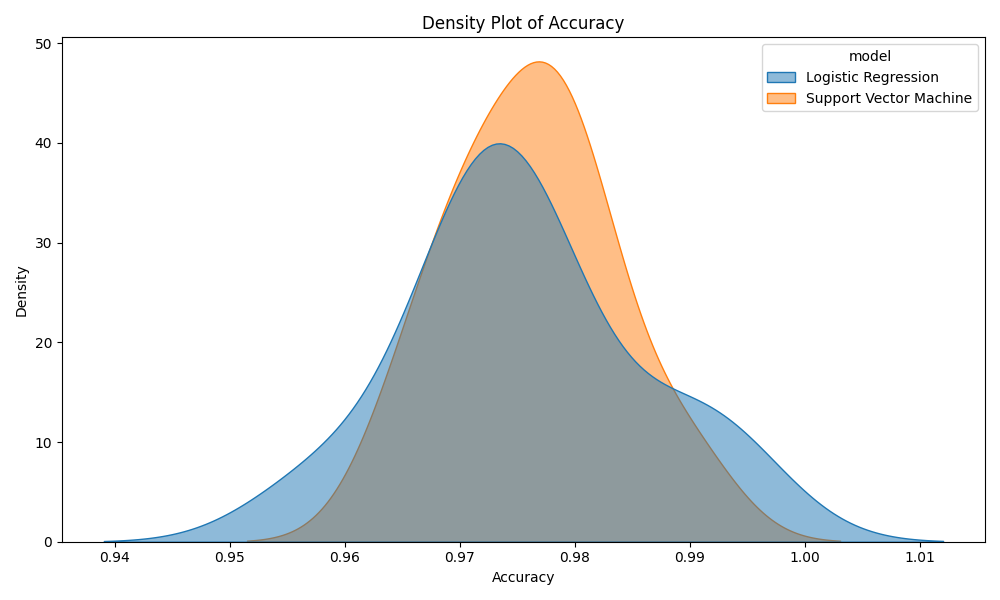 Density Plot of Accuracy
model
Logistic Regression
Support Vector Machine
Density
50
40
30
20
10
0
0.94 0.95 0.96 0.97 0.98 0.99 1.00 1.01
Accuracy